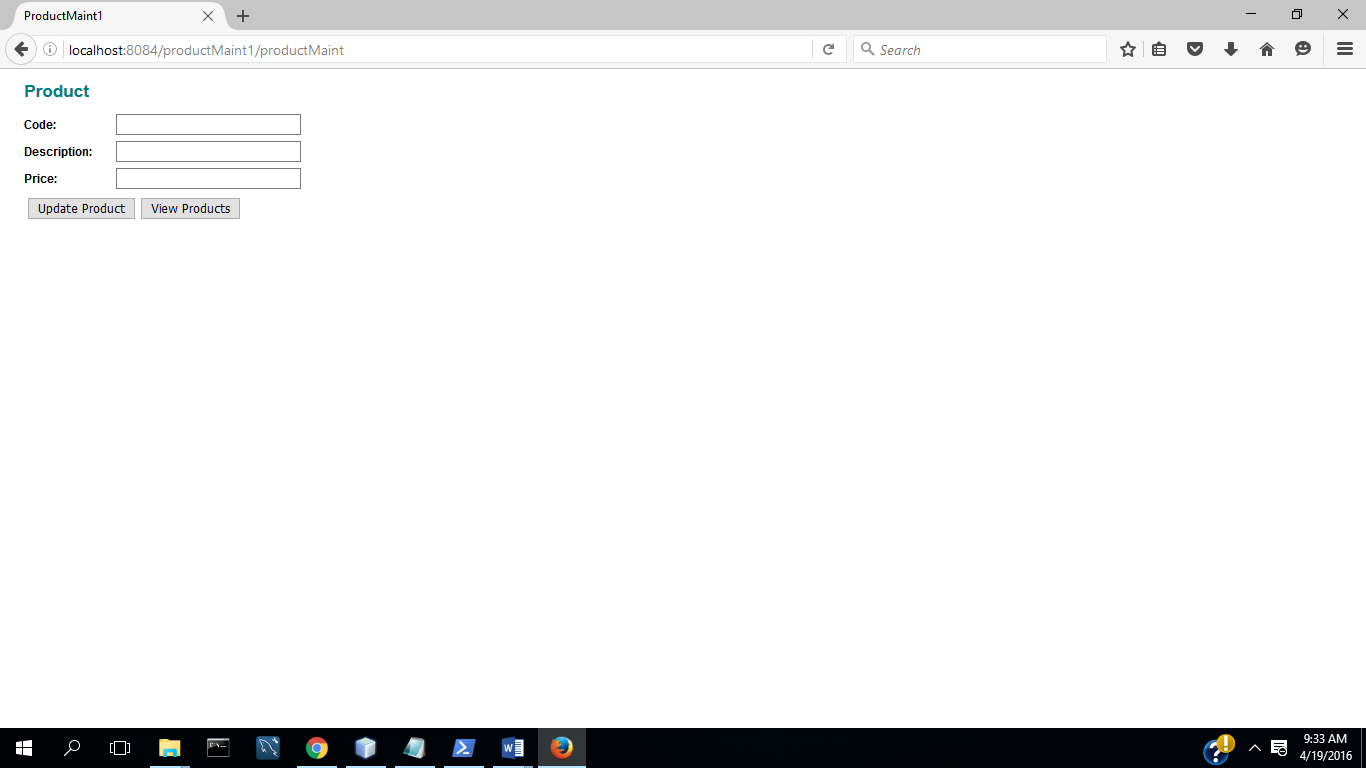 ProductMaint1
localhost:8084/productMaint1/productMaint
Search
Product
Code:
Description:
Price:
Update Product View Products
9:33 AM
4/19/2016